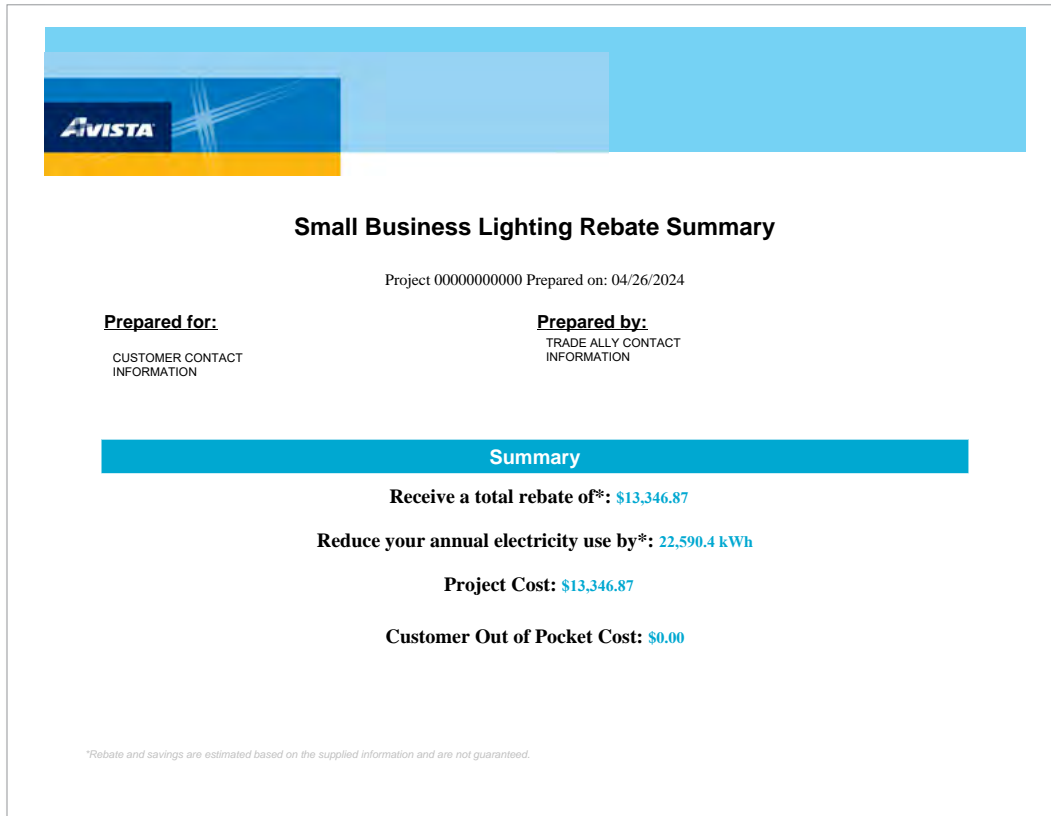 AVISTA
Small Business Lighting Rebate Summary
Project 00000000000 Prepared on: 04/26/2024
Prepared for:
CUSTOMER CONTACT
INFORMATION
Prepared by:
TRADE ALLY CONTACT
INFORMATION
Summary
Receive a total rebate of*: $13,346.87
Reduce your annual electricity use by*: 22,590.4 kWh
Project Cost: $13,346.87
Customer Out of Pocket Cost: $0.00
*Rebate and savings are estimated based on the supplied information and are not guaranteed.